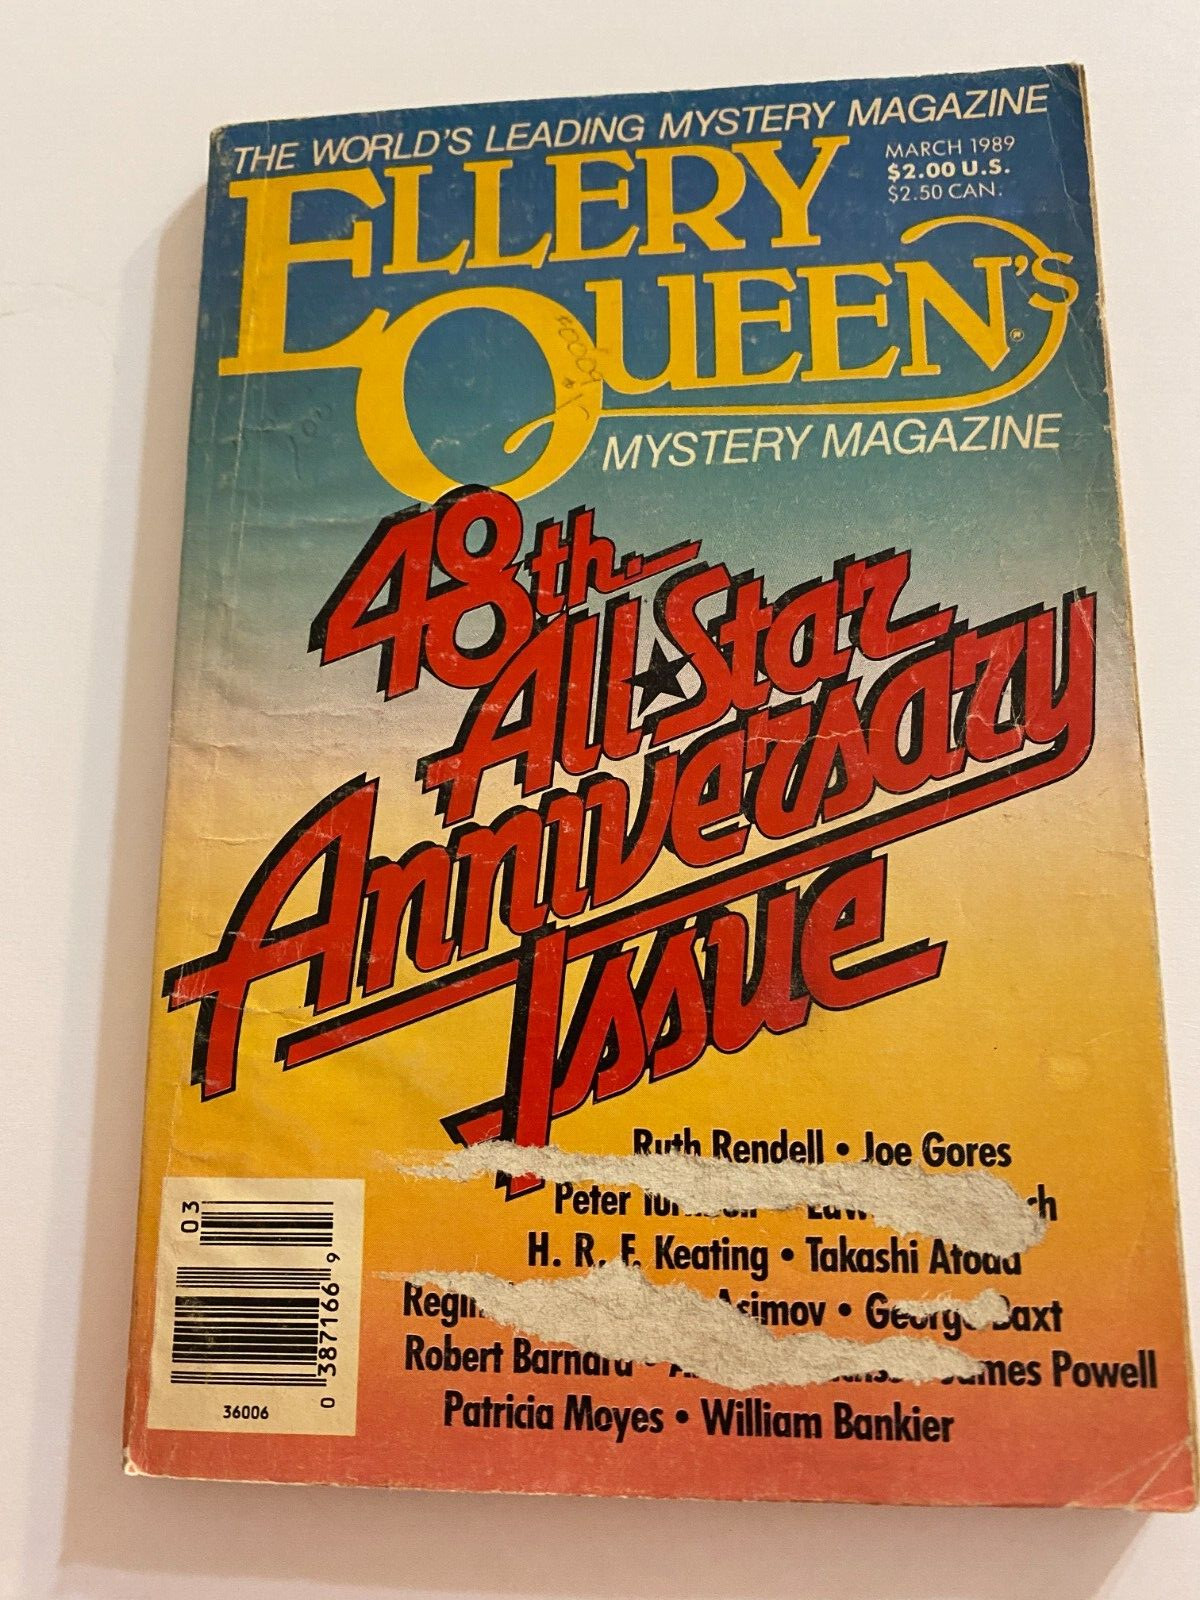 THE WORLD'S LEADING MYSTERY MAGAZINE
MARCH 1989
$2.00 U.S.
$2.50 CAN.
ELLERY
QUEEN'S
MYSTERY MAGAZINE
48th
All★Star
Anniversary
Issue
Ruth Rendell • Joe Gores
Peter
H. R. F. Keating • Takashi Atoda
Asimov • George Baxt
Robert Barnard • James Powell
Patricia Moyes • William Bankier
03
0 387166 9
36006